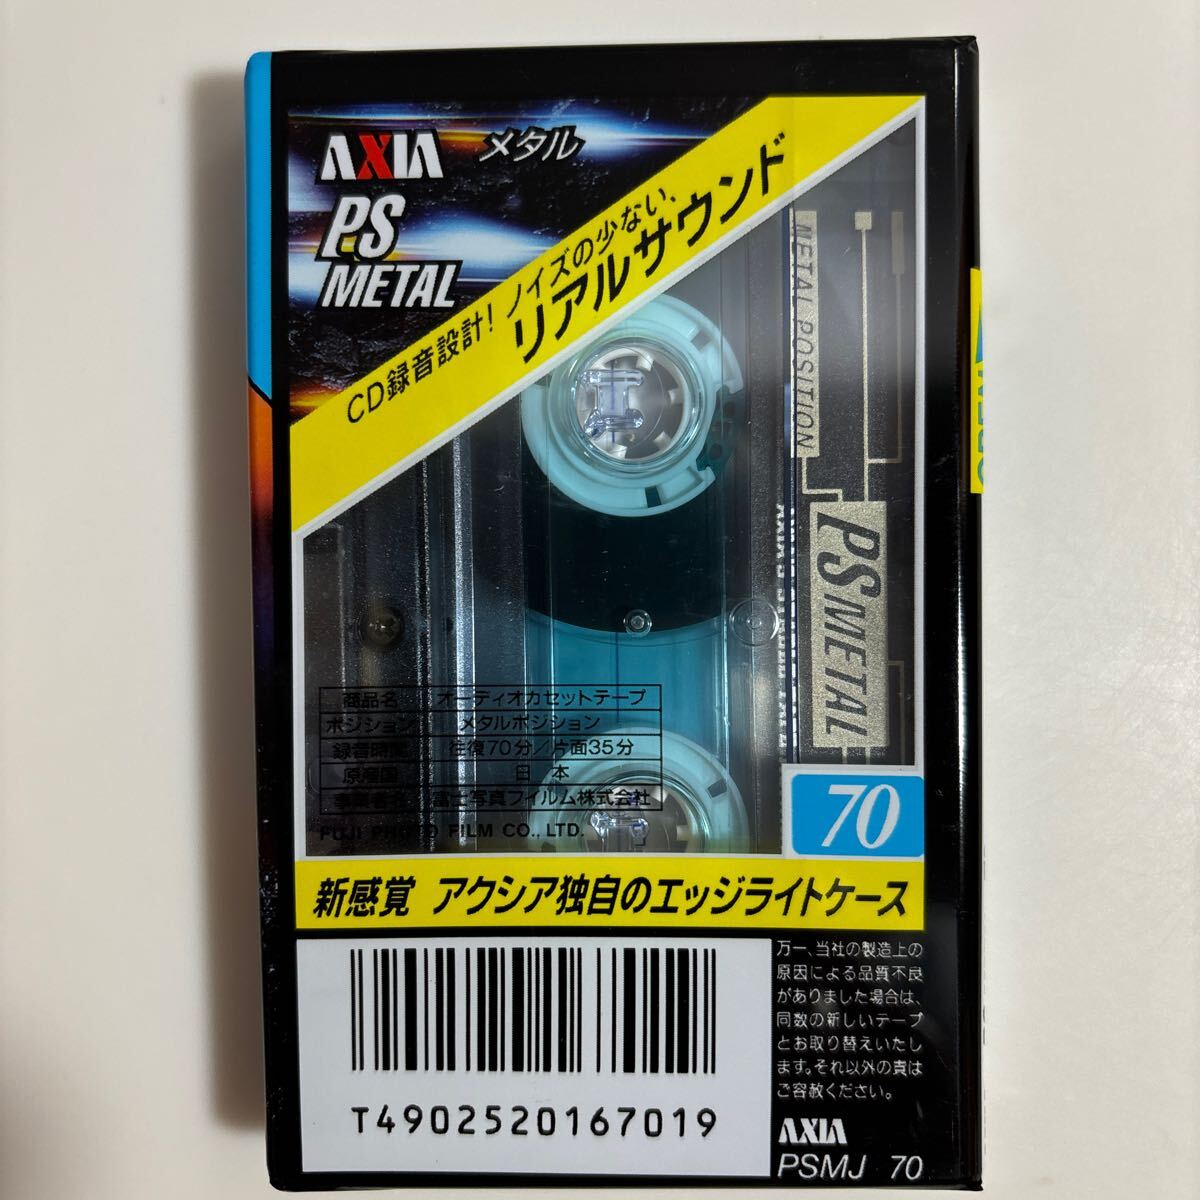 AXIA メタル
PS
METAL
CD録音設計! ノイズの少ない、
リアルサウンド
METAL POSITION
PS METAL
商品名 オーディオカセットテープ
ポジション メタルポジション
録音時間 往復70分/片面35分
原産国 日本
事業者名 富士写真フイルム株式会社
FUJI PHOTO FILM CO., LTD.
70
新感覚 アクシア独自のエッジライトケース
万一、当社の製造上の
原因による品質不良
がありました場合は、
同数の新しいテープ
とお取り替えいたし
ます。それ以外の責は
ご容赦ください。
T4902520167019
AXIA
PSMJ 70